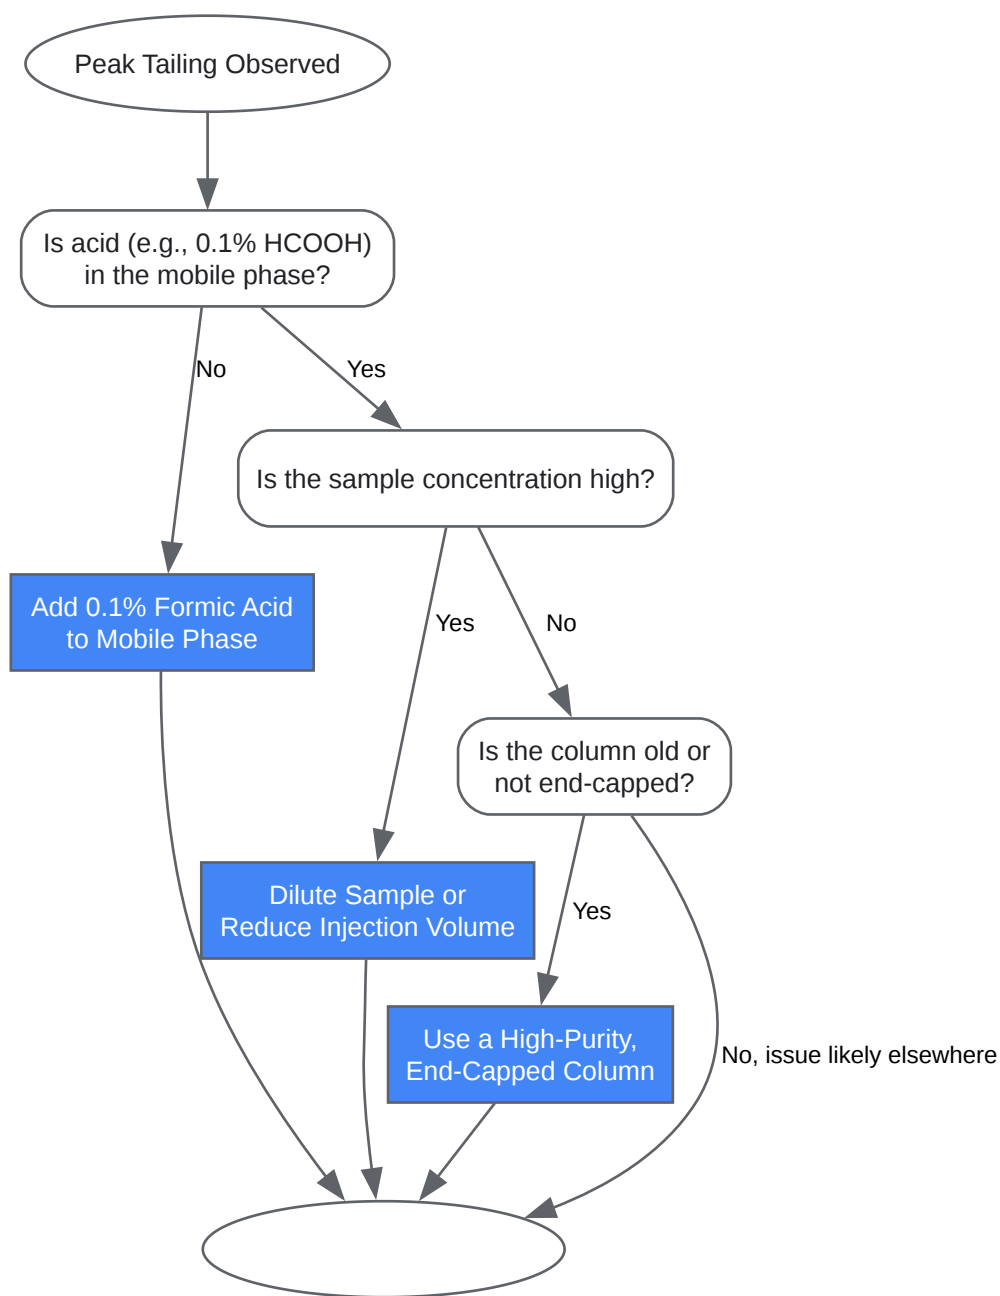 Peak Tailing Observed
Is acid (e.g., 0.1% HCOOH)
in the mobile phase?
No
Yes
Is the sample concentration high?
Add 0.1% Formic Acid
to Mobile Phase
Yes
No
Is the column old or
not end-capped?
Dilute Sample or
Reduce Injection Volume
Yes
Use a High-Purity,
End-Capped Column
No, issue likely elsewhere